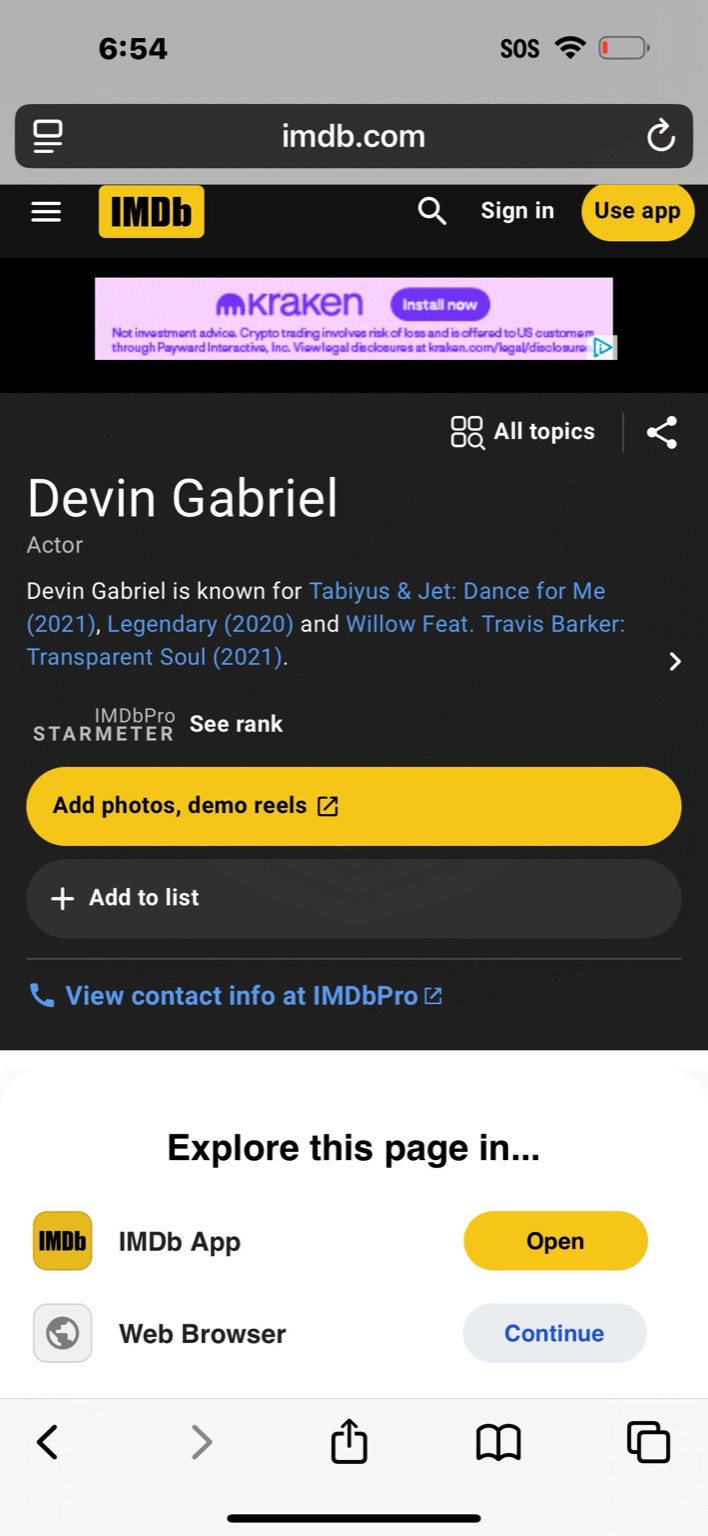 6:54
SOS
imdb.com
IMDb
Sign in
Use app
kraken
Install now
Not investment advice. Crypto trading involves risk of loss and is offered to US customers
through Payward Interactive, Inc. View legal disclosures at kraken.com/legal/disclosure
All topics
Devin Gabriel
Actor
Devin Gabriel is known for Tabiyus & Jet: Dance for Me
(2021), Legendary (2020) and Willow Feat. Travis Barker:
Transparent Soul (2021).
IMDbPro
STARMETER
See rank
Add photos, demo reels
Add to list
View contact info at IMDbPro
Explore this page in...
IMDb
IMDb App
Open
Web Browser
Continue